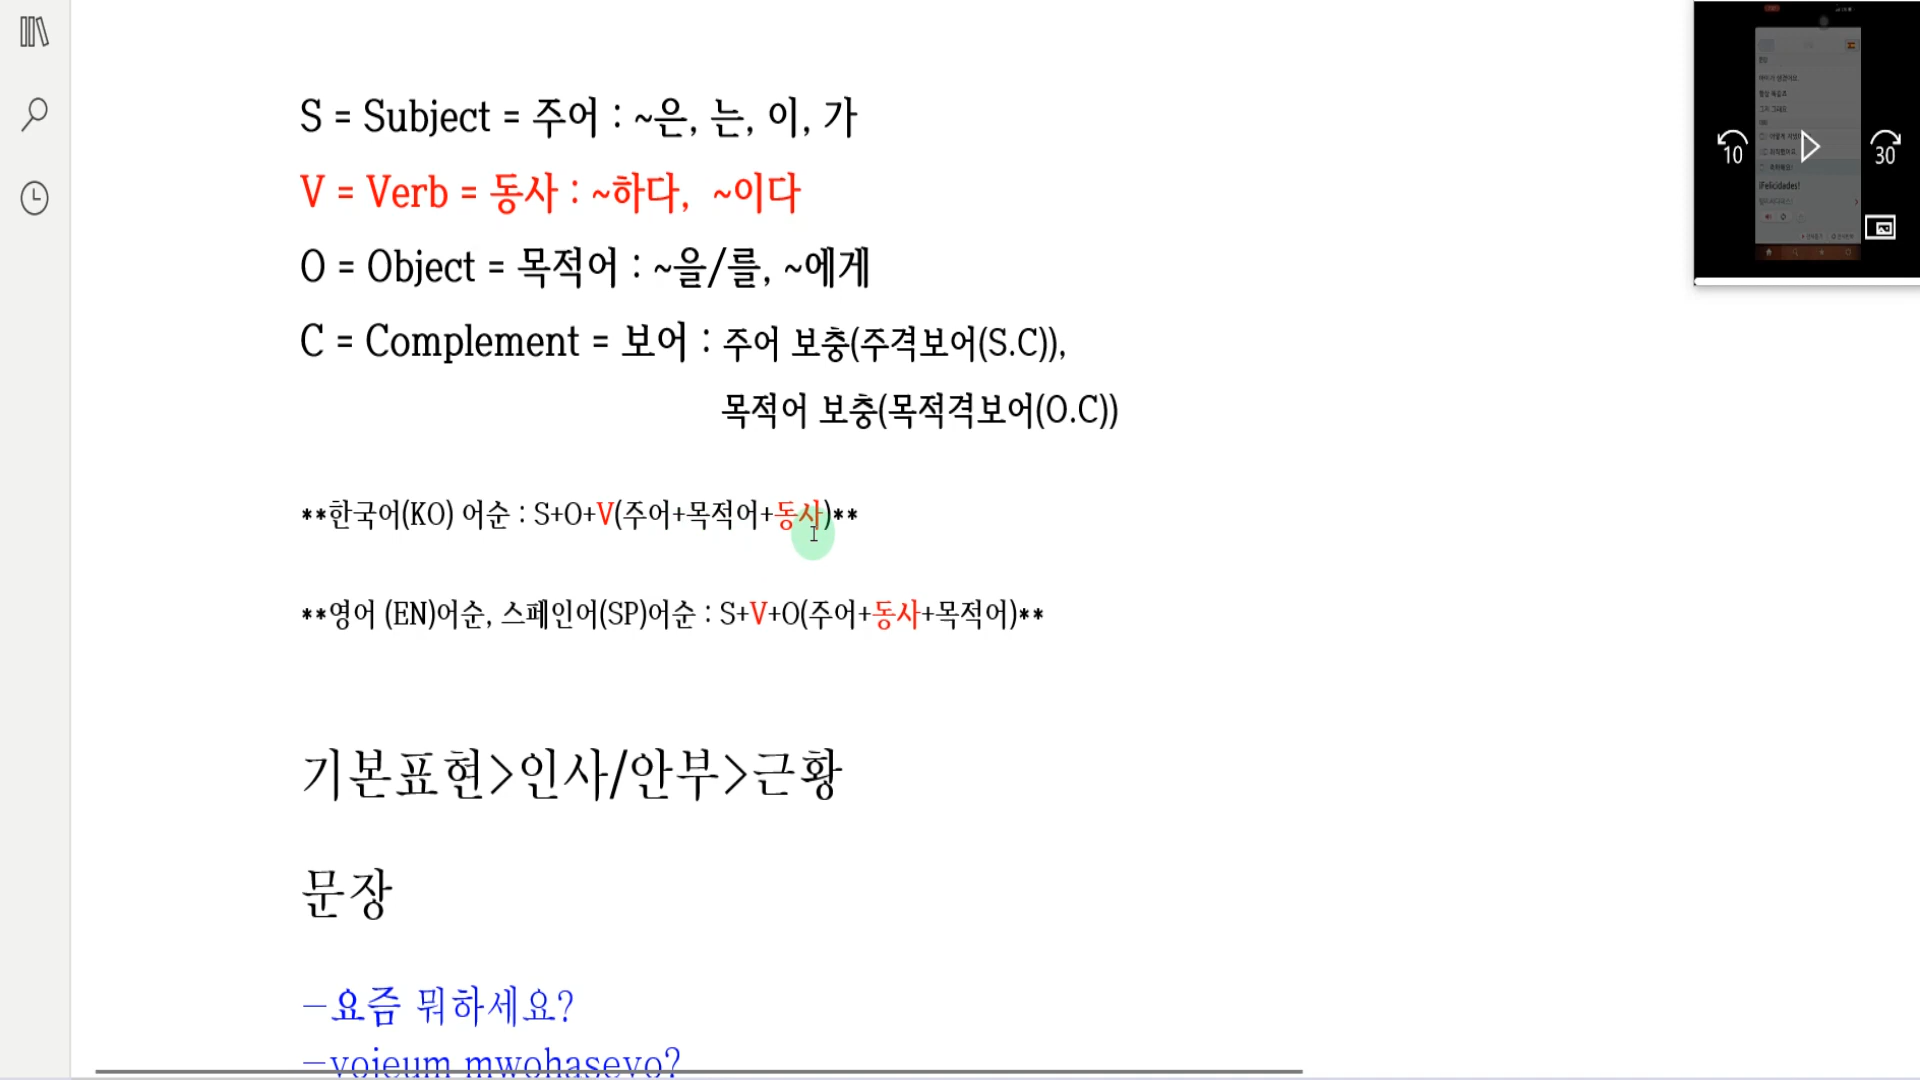 S = Subject = 주어 : ~은, 는, 이, 가
V = Verb = 동사 : ~하다, ~이다
O = Object = 목적어 : ~을/를, ~에게
C = Complement = 보어 : 주어 보충(주격보어(S.C)),
목적어 보충(목적격보어(O.C))
**한국어(KO) 어순 : S+O+V(주어+목적어+동사)**
**영어 (EN)어순, 스페인어(SP)어순 : S+V+O(주어+동사+목적어)**
기본표현>인사/안부>근황
문장
–요즘 뭐하세요?
–yojeum mwohaseyo?
10
30
¡Felicidades!